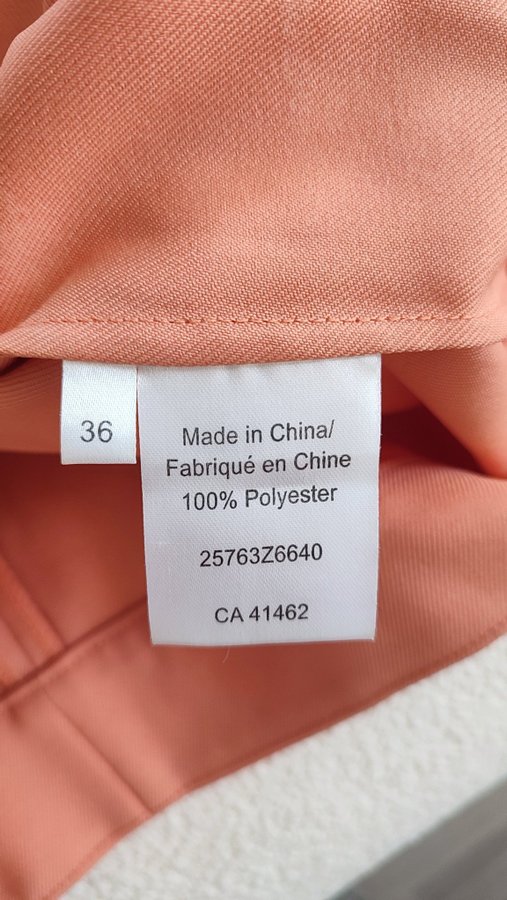 36
Made in China/
Fabriqué en Chine
100% Polyester
25763Z6640
CA 41462